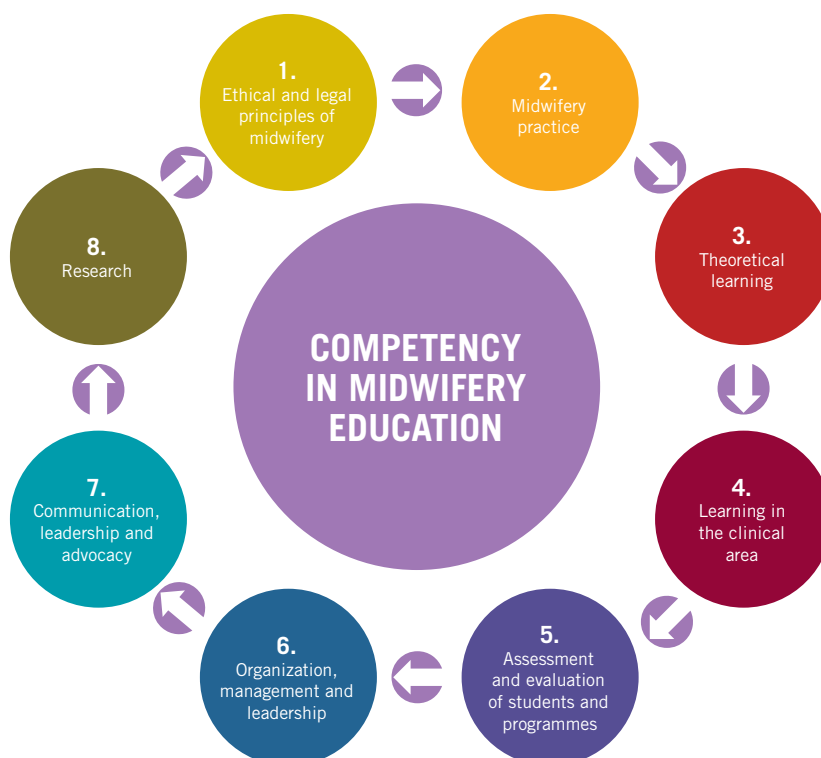 1.
Ethical and legal
principles of
midwifery
2.
Midwifery
practice
3.
Theoretical
learning
4.
Learning in
the clinical
area
5.
Assessment
and evaluation
of students and
programmes
6.
Organization,
management and
leadership
7.
Communication,
leadership and
advocacy
8.
Research
COMPETENCY
IN MIDWIFERY
EDUCATION